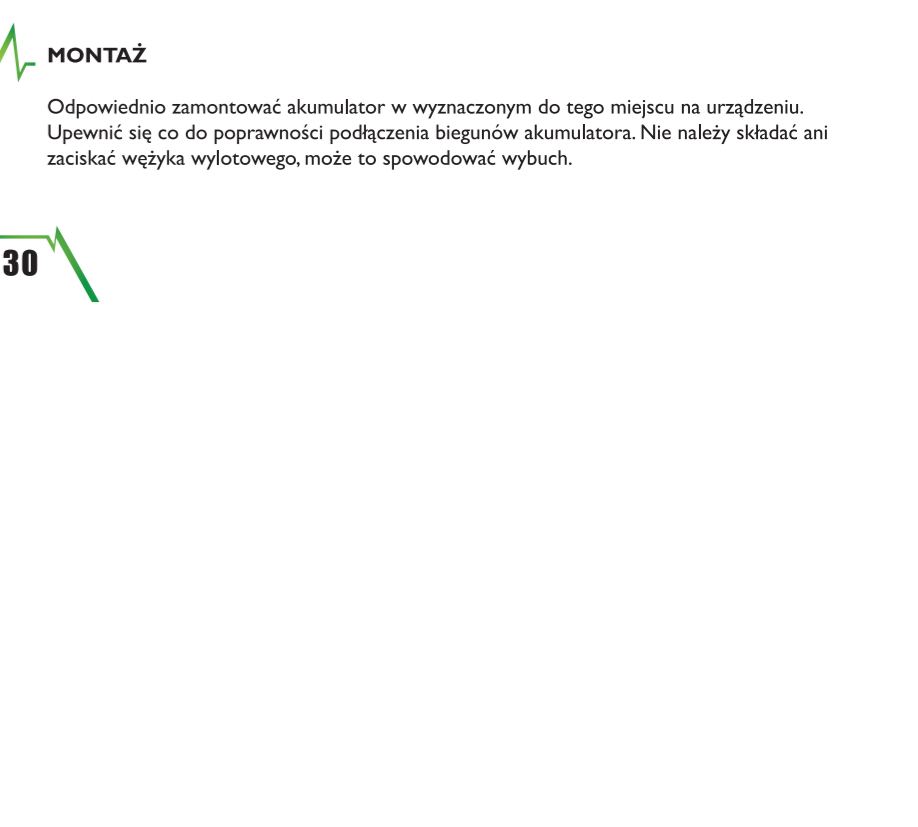 MONTAŻ
Odpowiednio zamontować akumulator w wyznaczonym do tego miejscu na urządzeniu.
Upewnić się co do poprawności podłączenia biegunów akumulatora. Nie należy składać ani
zaciskać wężyka wylotowego, może to spowodować wybuch.
30